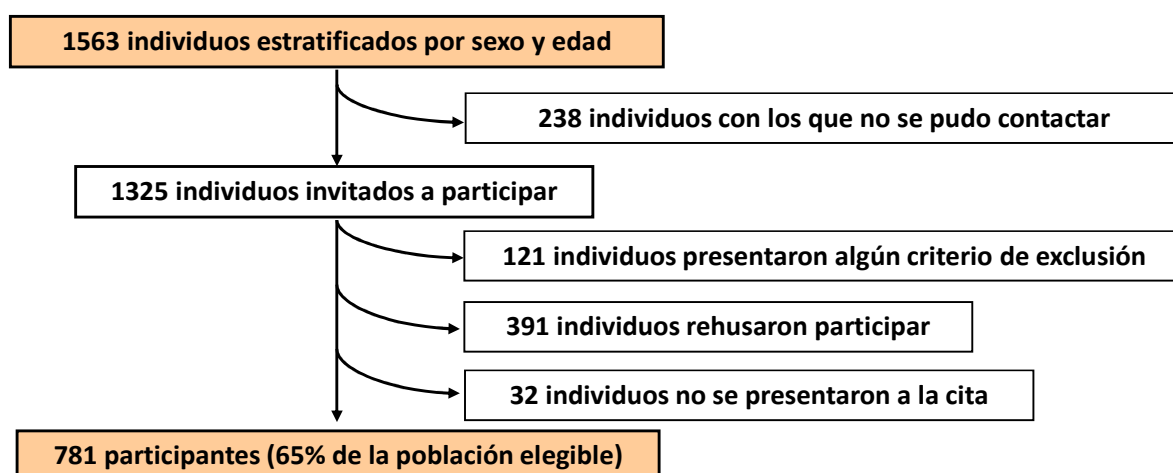 1563 individuos estratificados por sexo y edad
238 individuos con los que no se pudo contactar
1325 individuos invitados a participar
121 individuos presentaron algún criterio de exclusión
391 individuos rehusaron participar
32 individuos no se presentaron a la cita
781 participantes (65% de la población elegible)